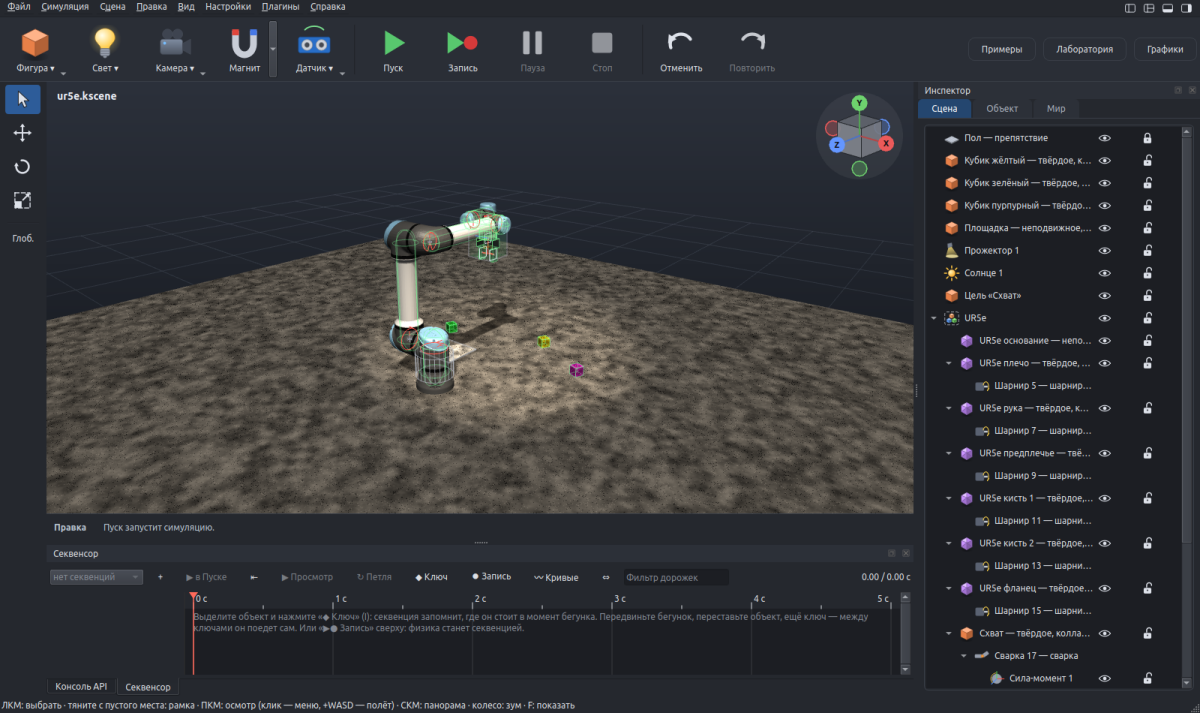 Файл Симуляция Сцена Правка Вид Настройки Плагины Справка
Фигура ▾ Свет ▾ Камера ▾ Магнит Датчик ▾ Пуск Запись Пауза Стоп Отменить Повторить Примеры Лаборатория Графики
ur5e.kscene
Y
Z
X
Глоб.
Инспектор
Сцена Объект Мир
Пол — препятствие
Кубик жёлтый — твёрдое, к...
Кубик зелёный — твёрдое, ...
Кубик пурпурный — твёрдо...
Площадка — неподвижное,...
Прожектор 1
Солнце 1
Цель «Схват»
UR5e
UR5e основание — непо...
UR5e плечо — твёрдое, ...
Шарнир 5 — шарнир...
UR5e рука — твёрдое, к...
Шарнир 7 — шарнир...
UR5e предплечье — твё...
Шарнир 9 — шарнир...
UR5e кисть 1 — твёрдое,...
Шарнир 11 — шарни...
UR5e кисть 2 — твёрдое,...
Шарнир 13 — шарни...
UR5e фланец — твёрдое,...
Шарнир 15 — шарни...
Схват — твёрдое, колла...
Сварка 17 — сварка
Сила-момент 1
Правка Пуск запустит симуляцию.
Секвенсор
нет секвенций + ▶ в Пуске ⇤ ▶ Просмотр ↻ Петля ◆ Ключ ● Запись 〰 Кривые ⇔ Фильтр дорожек 0.00 / 0.00 с
0 с 1 с 2 с 3 с 4 с 5 с
Выделите объект и нажмите «◆ Ключ» (I): секвенция запомнит, где он стоит в момент бегунка. Передвиньте бегунок, переставьте объект, ещё ключ — между
ключами он поедет сам. Или «▶● Запись» сверху: физика станет секвенцией.
Консоль API Секвенсор
ЛКМ: выбрать · тяните с пустого места: рамка · ПКМ: осмотр (клик — меню, +WASD — полёт) · СКМ: панорама · колесо: зум · F: показать